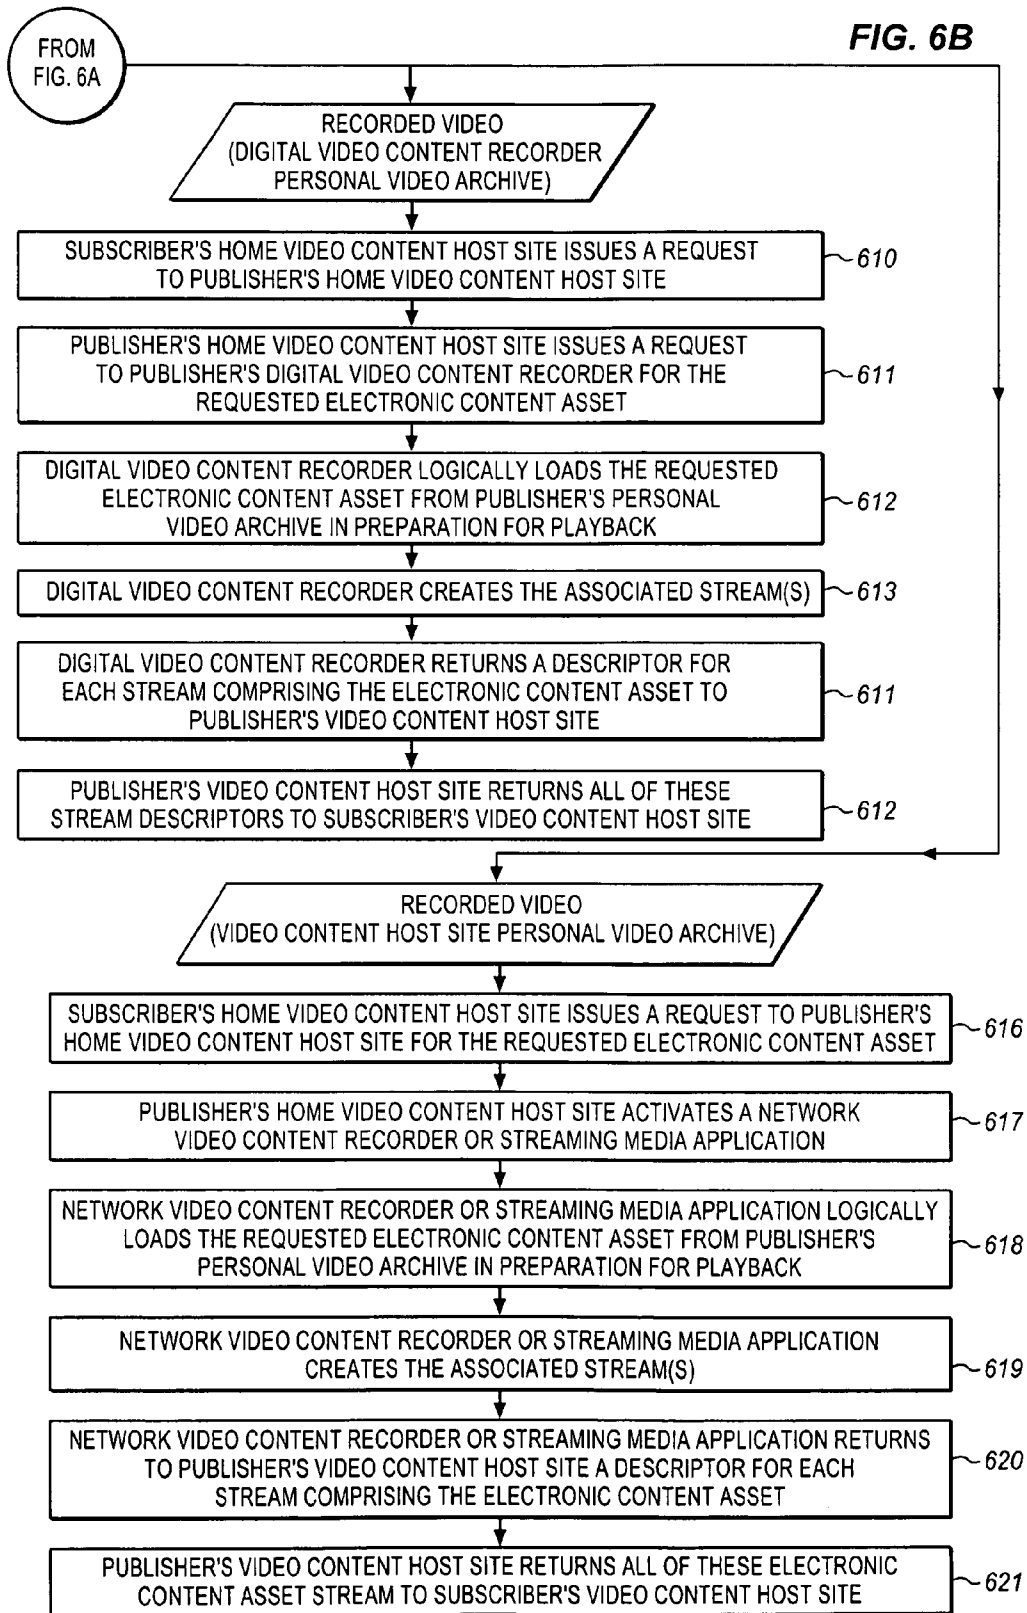 FROM
FIG. 6A
FIG. 6B
RECORDED VIDEO
(DIGITAL VIDEO CONTENT RECORDER
PERSONAL VIDEO ARCHIVE)
SUBSCRIBER'S HOME VIDEO CONTENT HOST SITE ISSUES A REQUEST
TO PUBLISHER'S HOME VIDEO CONTENT HOST SITE
610
PUBLISHER'S HOME VIDEO CONTENT HOST SITE ISSUES A REQUEST
TO PUBLISHER'S DIGITAL VIDEO CONTENT RECORDER FOR THE
REQUESTED ELECTRONIC CONTENT ASSET
611
DIGITAL VIDEO CONTENT RECORDER LOGICALLY LOADS THE REQUESTED
ELECTRONIC CONTENT ASSET FROM PUBLISHER'S PERSONAL
VIDEO ARCHIVE IN PREPARATION FOR PLAYBACK
612
DIGITAL VIDEO CONTENT RECORDER CREATES THE ASSOCIATED STREAM(S)
613
DIGITAL VIDEO CONTENT RECORDER RETURNS A DESCRIPTOR FOR
EACH STREAM COMPRISING THE ELECTRONIC CONTENT ASSET TO
PUBLISHER'S VIDEO CONTENT HOST SITE
611
PUBLISHER'S VIDEO CONTENT HOST SITE RETURNS ALL OF THESE
STREAM DESCRIPTORS TO SUBSCRIBER'S VIDEO CONTENT HOST SITE
612
RECORDED VIDEO
(VIDEO CONTENT HOST SITE PERSONAL VIDEO ARCHIVE)
SUBSCRIBER'S HOME VIDEO CONTENT HOST SITE ISSUES A REQUEST TO PUBLISHER'S
HOME VIDEO CONTENT HOST SITE FOR THE REQUESTED ELECTRONIC CONTENT ASSET
616
PUBLISHER'S HOME VIDEO CONTENT HOST SITE ACTIVATES A NETWORK
VIDEO CONTENT RECORDER OR STREAMING MEDIA APPLICATION
617
NETWORK VIDEO CONTENT RECORDER OR STREAMING MEDIA APPLICATION LOGICALLY
LOADS THE REQUESTED ELECTRONIC CONTENT ASSET FROM PUBLISHER'S
PERSONAL VIDEO ARCHIVE IN PREPARATION FOR PLAYBACK
618
NETWORK VIDEO CONTENT RECORDER OR STREAMING MEDIA APPLICATION
CREATES THE ASSOCIATED STREAM(S)
619
NETWORK VIDEO CONTENT RECORDER OR STREAMING MEDIA APPLICATION RETURNS
TO PUBLISHER'S VIDEO CONTENT HOST SITE A DESCRIPTOR FOR EACH
STREAM COMPRISING THE ELECTRONIC CONTENT ASSET
620
PUBLISHER'S VIDEO CONTENT HOST SITE RETURNS ALL OF THESE ELECTRONIC
CONTENT ASSET STREAM TO SUBSCRIBER'S VIDEO CONTENT HOST SITE
621